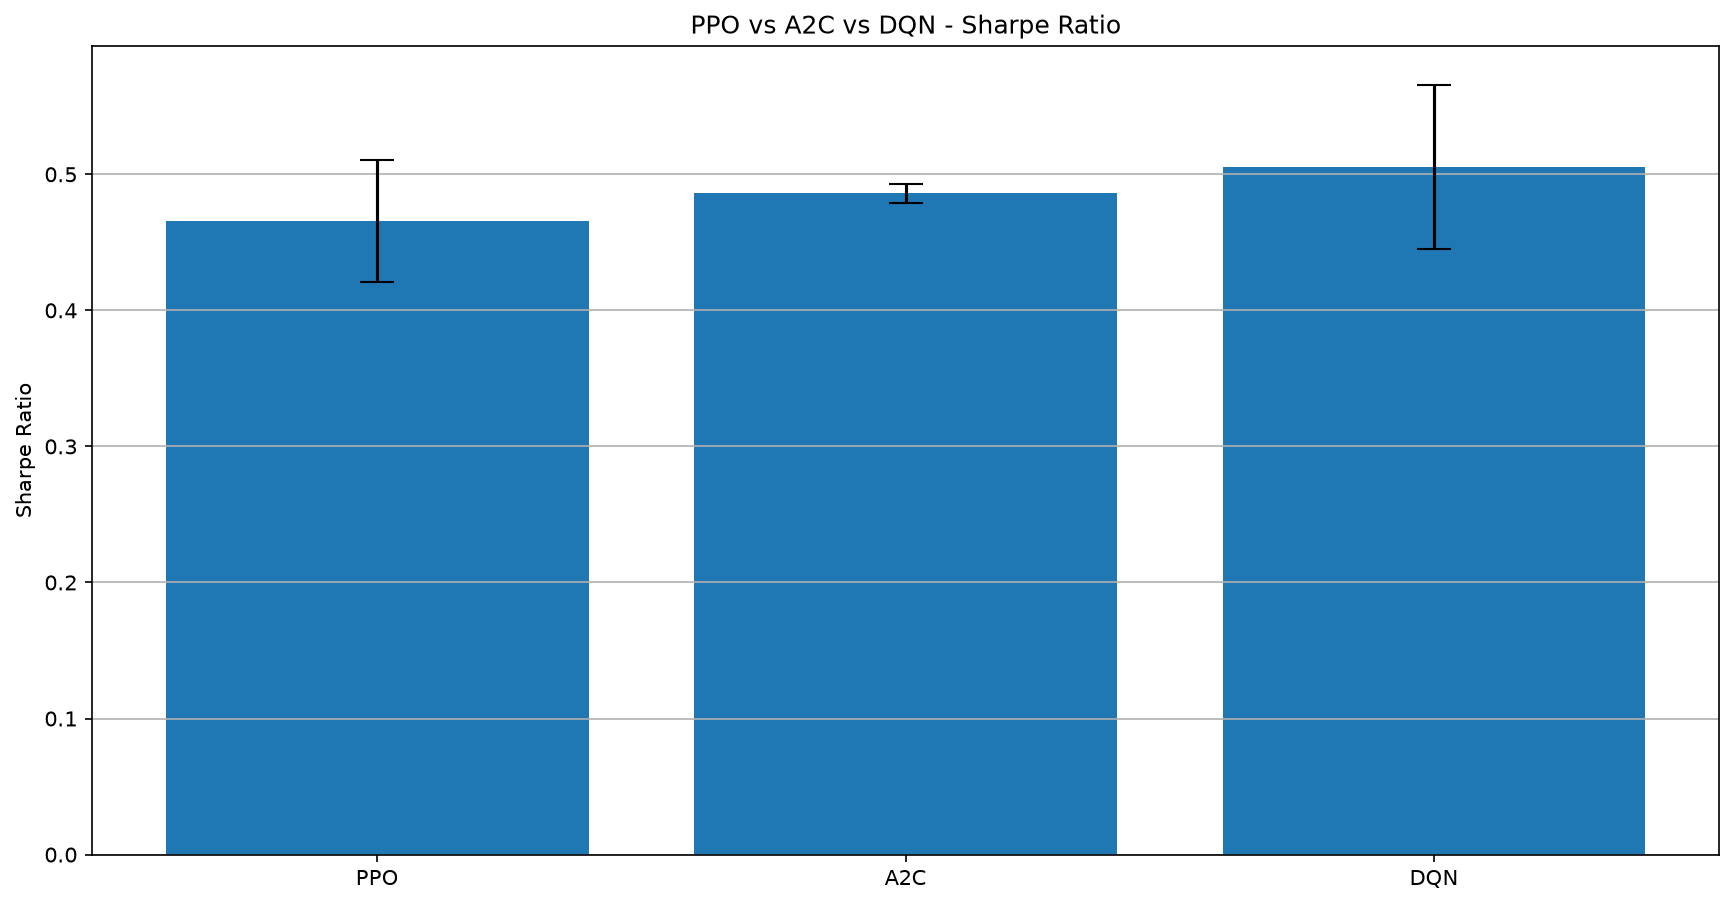 PPO vs A2C vs DQN - Sharpe Ratio
Sharpe Ratio
0.5
0.4
0.3
0.2
0.1
0.0
PPO
A2C
DQN